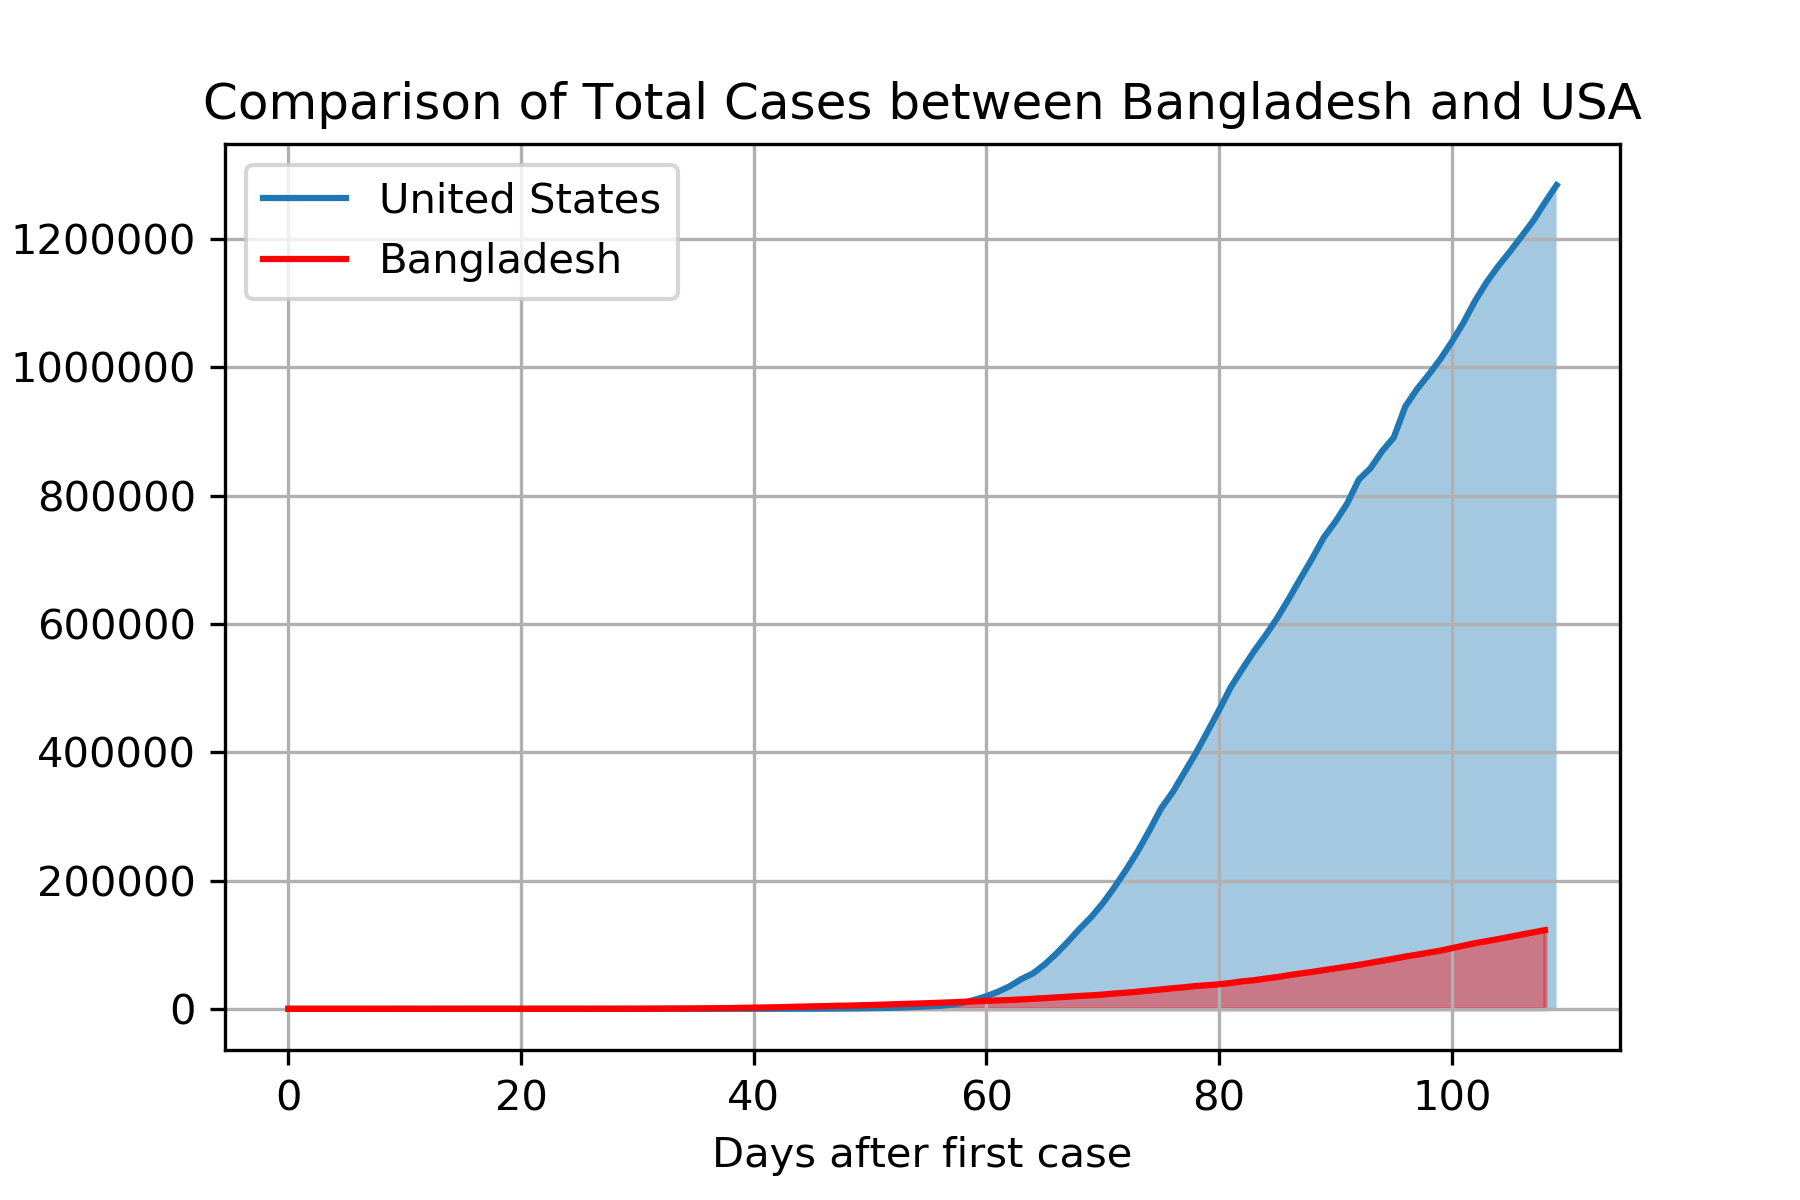 Comparison of Total Cases between Bangladesh and USA
United States
Bangladesh
1200000
1000000
800000
600000
400000
200000
0
0 20 40 60 80 100
Days after first case